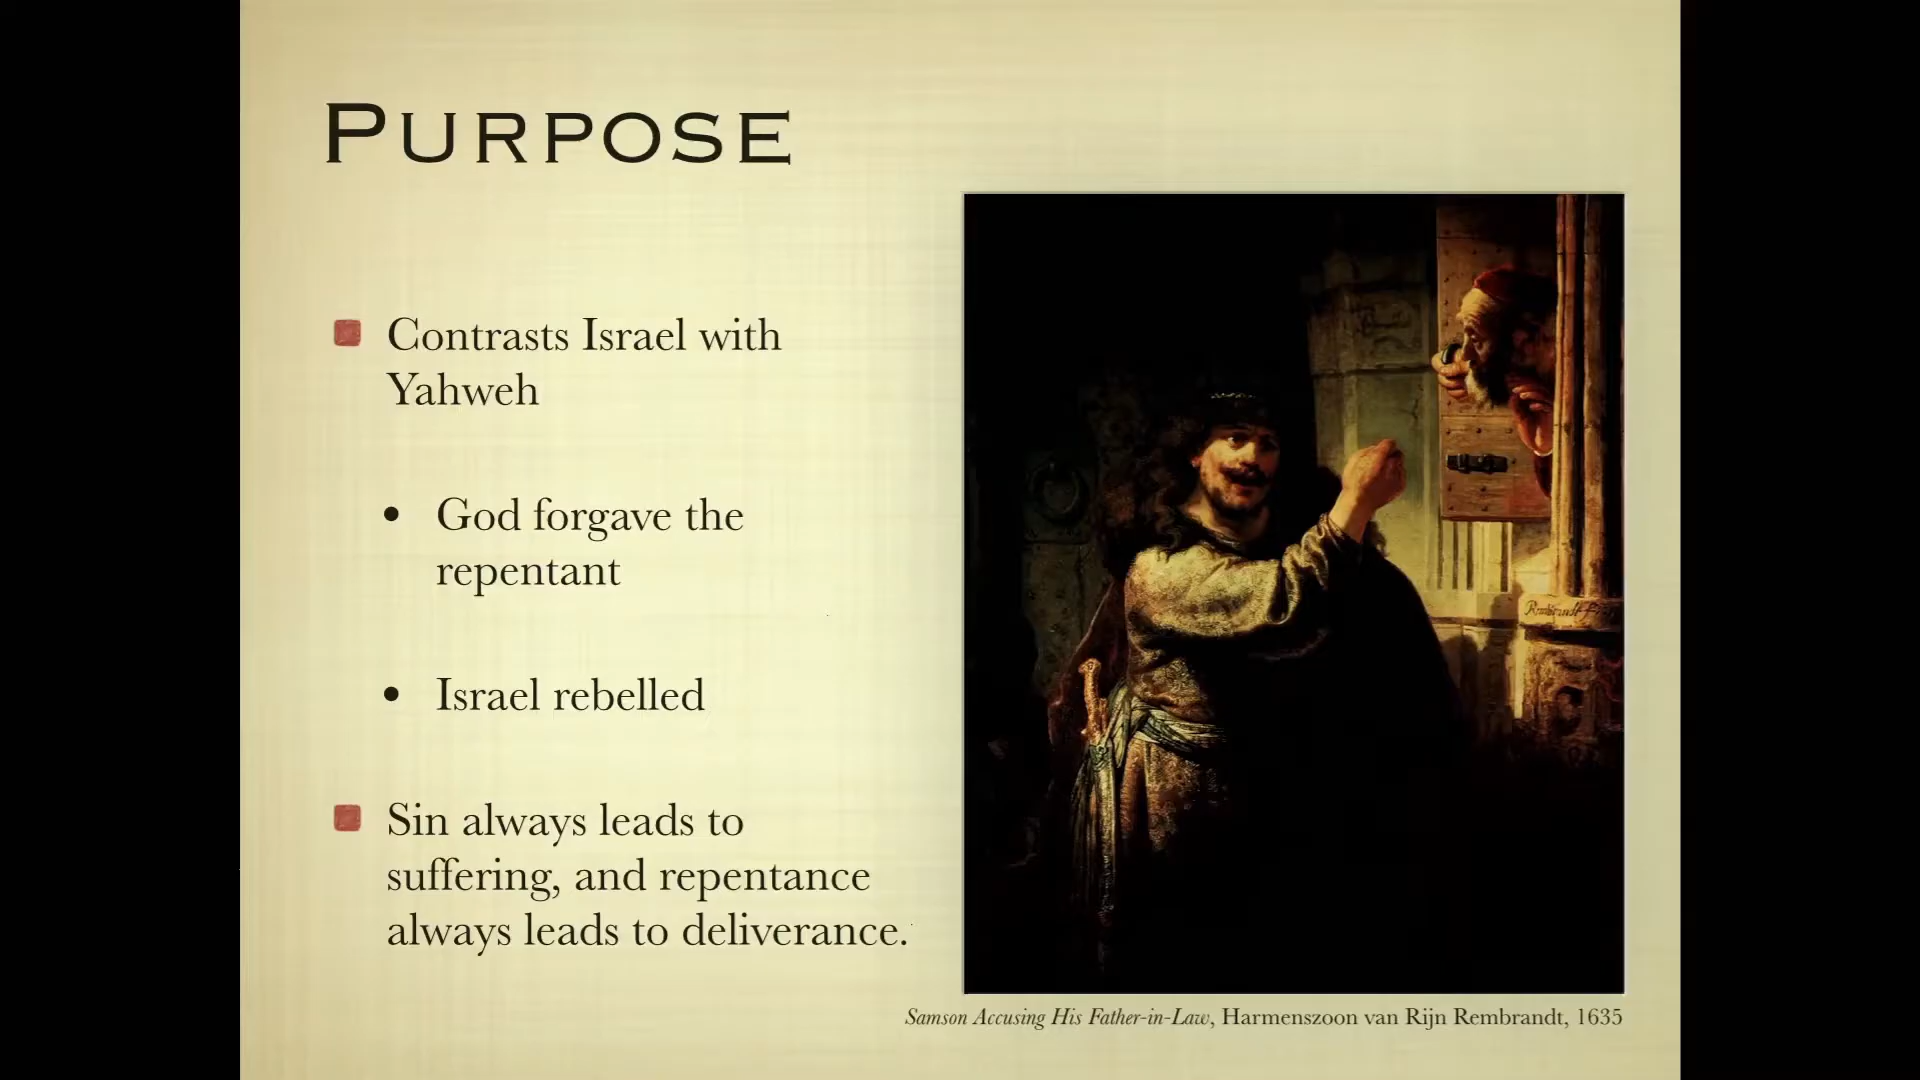 PURPOSE
Contrasts Israel with
Yahweh
• God forgave the
repentant
• Israel rebelled
Sin always leads to
suffering, and repentance
always leads to deliverance.
Samson Accusing His Father-in-Law, Harmenszoon van Rijn Rembrandt, 1635